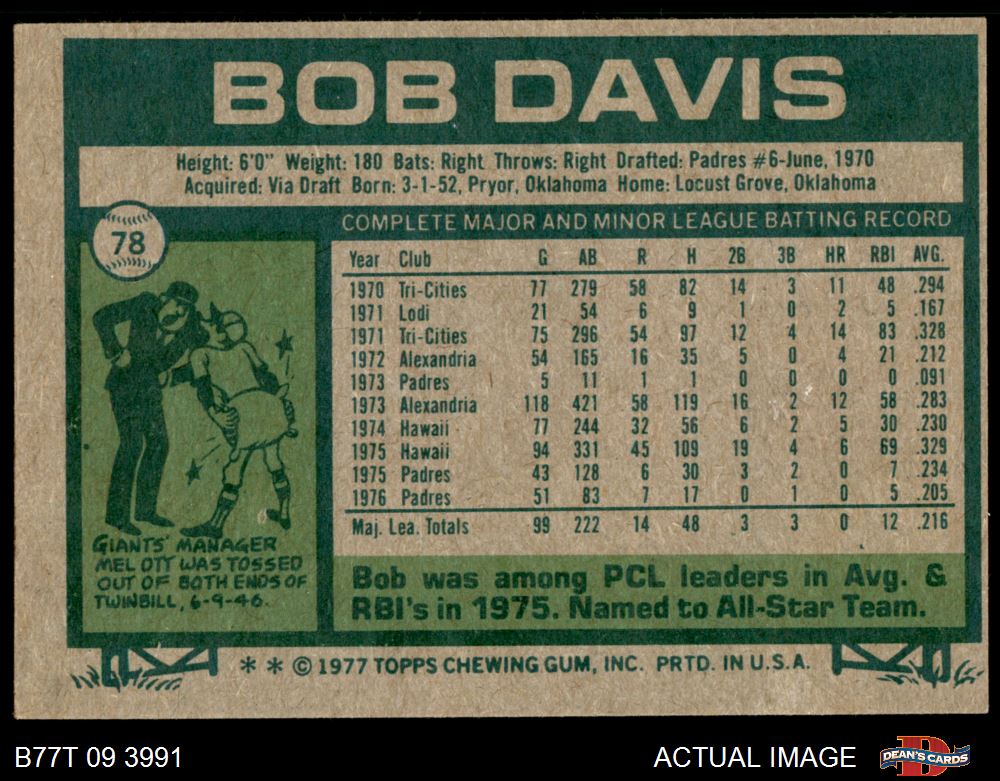 BOB DAVIS
Height: 6'0" Weight: 180 Bats: Right Throws: Right Drafted: Padres #6-June, 1970
Acquired: Via Draft Born: 3-1-52, Pryor, Oklahoma Home: Locust Grove, Oklahoma
78
COMPLETE MAJOR AND MINOR LEAGUE BATTING RECORD
Year Club G AB R H 2B 3B HR RBI AVG.
1970 Tri-Cities 77 279 58 82 14 3 11 48 .294
1971 Lodi 21 54 6 9 1 0 2 5 .167
1971 Tri-Cities 75 296 54 97 12 4 14 83 .328
1972 Alexandria 54 165 16 35 5 0 4 21 .212
1973 Padres 5 11 1 1 0 0 0 0 .091
1973 Alexandria 118 421 58 119 16 2 12 58 .283
1974 Hawaii 77 244 32 56 6 2 5 30 .230
1975 Hawaii 94 331 45 109 19 4 6 69 .329
1975 Padres 43 128 6 30 3 2 0 7 .234
1976 Padres 51 83 7 17 0 1 0 5 .205
Maj. Lea. Totals 99 222 14 48 3 3 0 12 .216
GIANTS' MANAGER
MEL OTT WAS TOSSED
OUT OF BOTH ENDS OF
TWINBILL, 6-9-46.
Bob was among PCL leaders in Avg. &
RBI's in 1975. Named to All-Star Team.
* * © 1977 TOPPS CHEWING GUM, INC. PRTD. IN U.S.A.
B77T 09 3991
ACTUAL IMAGE
DEAN'S CARDS